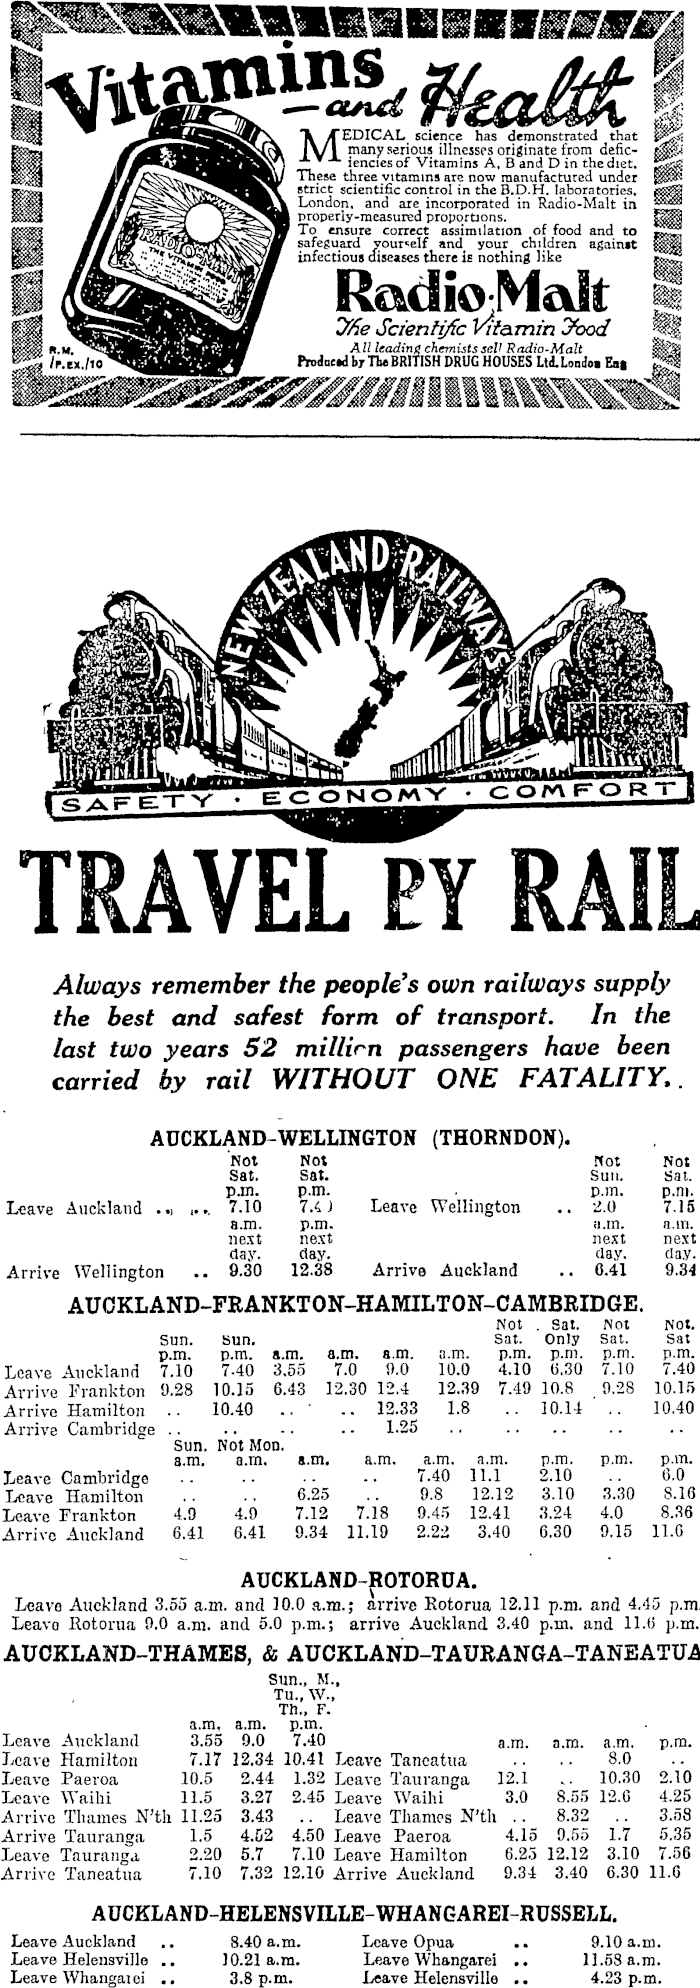 Vitamins
—and Health
MEDICAL science has demonstrated that
many serious illnesses originate from defic-
iencies of Vitamins A, B and D in the diet.
These three vitamins are now manufactured under
strict scientific control in the B.D.H. laboratories,
London, and are incorporated in Radio-Malt in
properly-measured proportions.
To ensure correct assimilation of food and to
safeguard yourself and your children against
infectious diseases there is nothing like
RADIO-MALT
THE VITAMIN FOOD
Radio-Malt
The Scientific Vitamin Food
All leading chemists sell Radio-Malt
Produced by The BRITISH DRUG HOUSES Ltd. London Eng
R.M.
/P.EX./10
NEW ZEALAND RAILWAYS
SAFETY · ECONOMY · COMFORT
TRAVEL BY RAIL
Always remember the people's own railways supply
the best and safest form of transport. In the
last two years 52 million passengers have been
carried by rail WITHOUT ONE FATALITY.
AUCKLAND-WELLINGTON (THORNDON).
Not Not Not Not
Sat. Sat. Sun. Sat.
p.m. p.m. p.m. p.m.
Leave Auckland .. .. 7.10 7.40 Leave Wellington .. 2.0 7.15
a.m. p.m. a.m. a.m.
next next next next
day. day. day. day.
Arrive Wellington .. 9.30 12.38 Arrive Auckland .. 6.41 9.34
AUCKLAND-FRANKTON-HAMILTON-CAMBRIDGE.
Not Sat. Not Not.
Sun. Sun. Sat. Only Sat. Sat
p.m. p.m. a.m. a.m. a.m. a.m. p.m. p.m. p.m. p.m.
Leave Auckland 7.10 7.40 3.55 7.0 9.0 10.0 4.10 6.30 7.10 7.40
Arrive Frankton 9.28 10.15 6.43 12.30 12.4 12.39 7.49 10.8 9.28 10.15
Arrive Hamilton .. 10.40 .. .. 12.33 1.8 .. 10.14 .. 10.40
Arrive Cambridge .. .. .. .. 1.25 .. .. .. .. ..
Sun. Not Mon.
a.m. a.m. a.m. a.m. a.m. a.m. p.m. p.m. p.m.
Leave Cambridge .. .. .. .. 7.40 11.1 2.10 .. 6.0
Leave Hamilton .. .. 6.25 .. 9.8 12.12 3.10 3.30 8.16
Leave Frankton 4.9 4.9 7.12 7.18 9.45 12.41 3.24 4.0 8.36
Arrive Auckland 6.41 6.41 9.34 11.19 2.22 3.40 6.30 9.15 11.6
AUCKLAND-ROTORUA.
Leave Auckland 3.55 a.m. and 10.0 a.m.; arrive Rotorua 12.11 p.m. and 4.45 p.m.
Leave Rotorua 9.0 a.m. and 5.0 p.m.; arrive Auckland 3.40 p.m. and 11.6 p.m.
AUCKLAND-THAMES, & AUCKLAND-TAURANGA-TANEATUA
Sun., M.,
Tu., W.,
Th., F.
a.m. a.m. p.m.
Leave Auckland 3.55 9.0 7.40 a.m. a.m. a.m. p.m.
Leave Hamilton 7.17 12.34 10.41 Leave Taneatua .. .. 8.0 ..
Leave Paeroa 10.5 2.44 1.32 Leave Tauranga 12.1 .. 10.30 2.10
Leave Waihi 11.5 3.27 2.45 Leave Waihi 3.0 8.55 12.6 4.25
Arrive Thames N'th 11.25 3.43 .. Leave Thames N'th .. 8.32 .. 3.58
Arrive Tauranga 1.5 4.52 4.50 Leave Paeroa 4.15 9.55 1.7 5.35
Leave Tauranga 2.20 5.7 7.10 Leave Hamilton 6.25 12.12 3.10 7.56
Arrive Taneatua 7.10 7.32 12.10 Arrive Auckland 9.34 3.40 6.30 11.6
AUCKLAND-HELENSVILLE-WHANGAREI-RUSSELL.
Leave Auckland .. 8.40 a.m. Leave Opua .. 9.10 a.m.
Leave Helensville .. 10.21 a.m. Leave Whangarei .. 11.58 a.m.
Leave Whangarei .. 3.8 p.m. Leave Helensville .. 4.23 p.m.